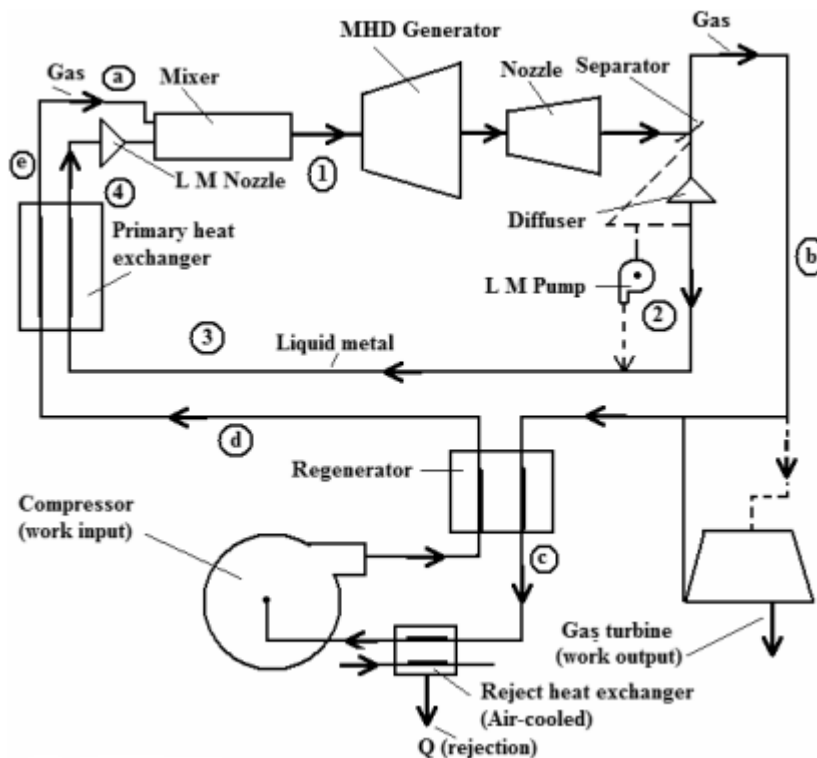 MHD Generator
Gas
Nozzle
Separator
Gas
a
Mixer
e
4
L M Nozzle
1
Primary heat
exchanger
Diffuser
b
L M Pump
2
3
Liquid metal
d
Regenerator
Compressor
(work input)
c
Gas turbine
(work output)
Reject heat exchanger
(Air-cooled)
Q (rejection)